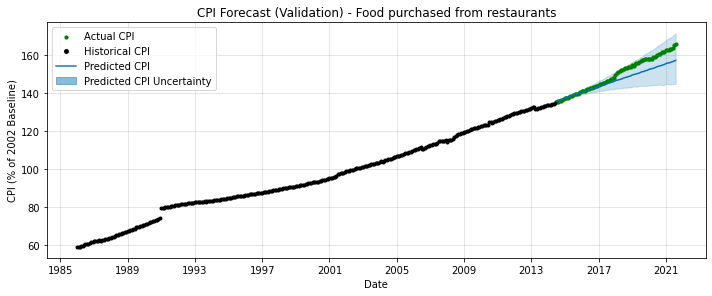 CPI Forecast (Validation) - Food purchased from restaurants
Actual CPI
Historical CPI
Predicted CPI
Predicted CPI Uncertainty
CPI (% of 2002 Baseline)
160
140
120
100
80
60
1985
1989
1993
1997
2001
2005
2009
2013
2017
2021
Date